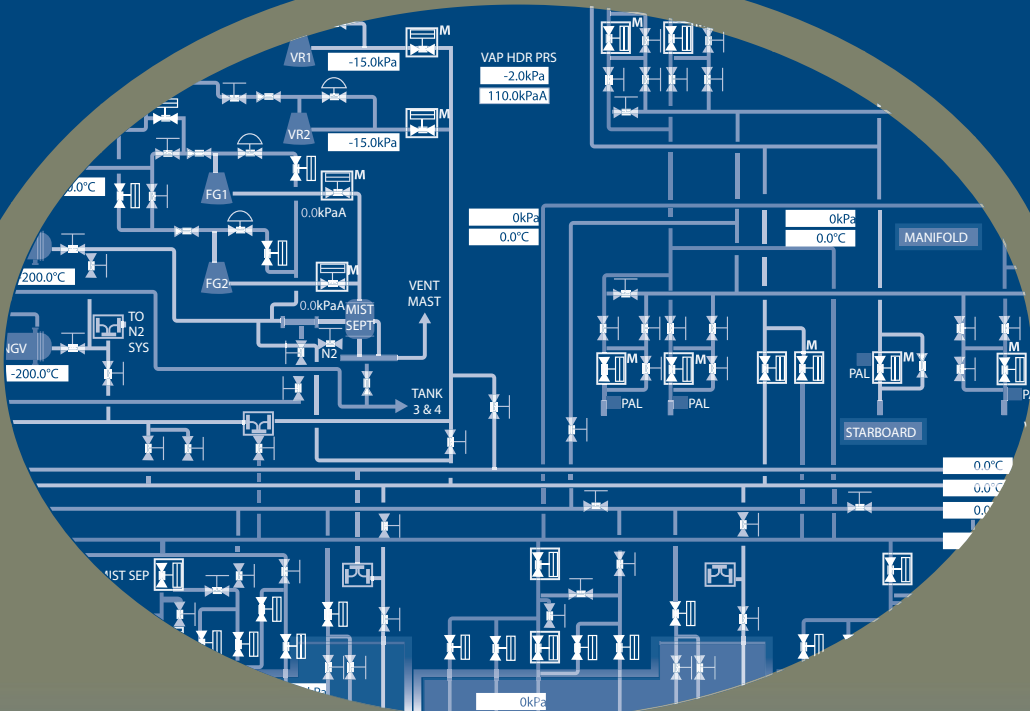 M
VR1
-15.0kPa
VAP HDR PRS
-2.0kPa
110.0kPaA
M
M
M
VR2
-15.0kPa
FG1
M
0.0kPaA
0kPa
0.0°C
0kPa
0.0°C
MANIFOLD
FG2
M
-200.0°C
0.0kPaA
MIST
SEPT
VENT
MAST
TO
N2
SYS
N2
-200.0°C
TANK
3 & 4
M
M
M
PAL
PAL
PAL
STARBOARD
0.0°C
0.0°C
MIST SEP
0kPa